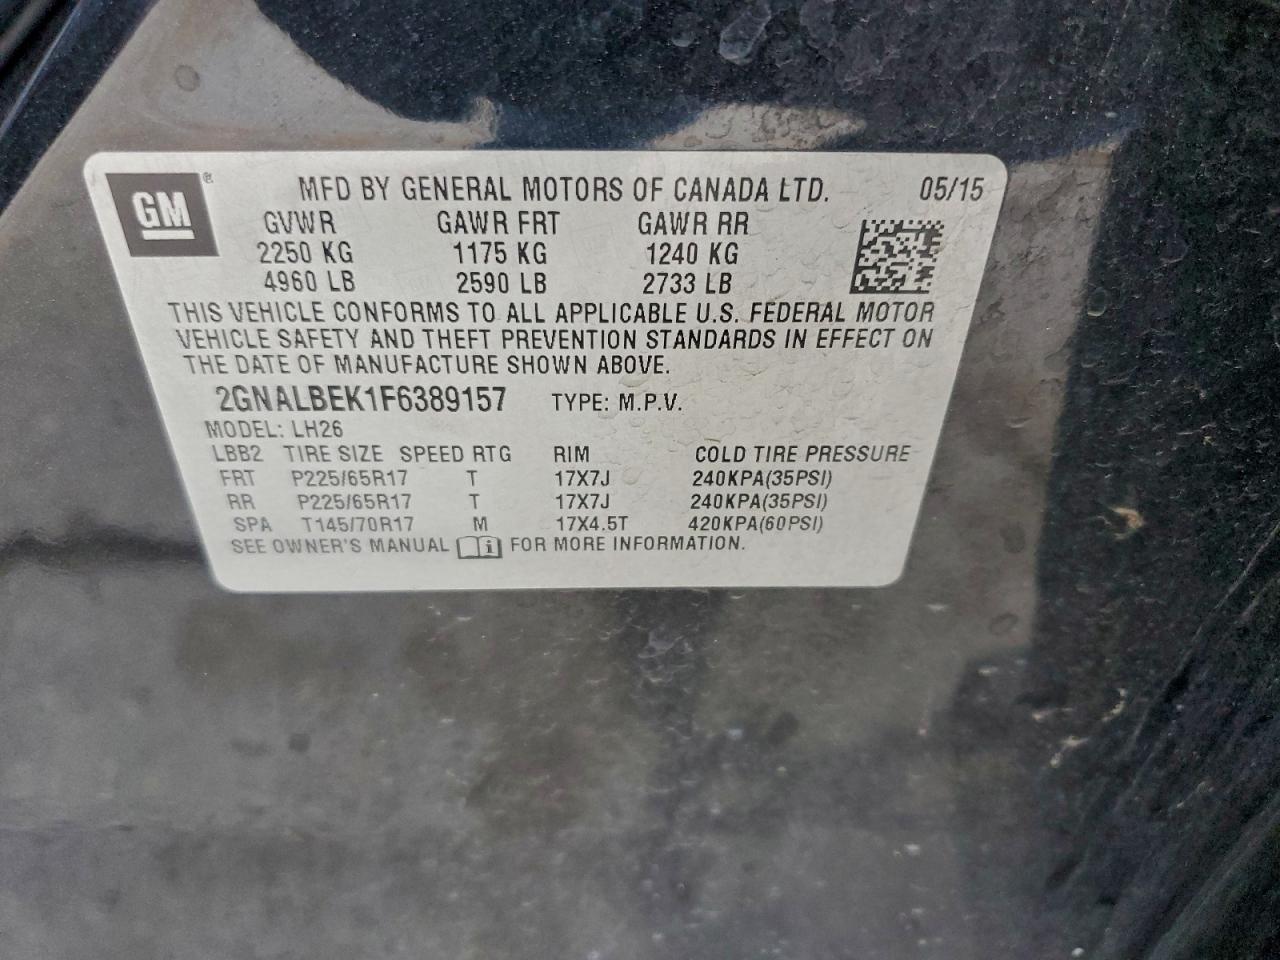 GM ® MFD BY GENERAL MOTORS OF CANADA LTD. 05/15
GVWR GAWR FRT GAWR RR
2250 KG 1175 KG 1240 KG
4960 LB 2590 LB 2733 LB
THIS VEHICLE CONFORMS TO ALL APPLICABLE U.S. FEDERAL MOTOR
VEHICLE SAFETY AND THEFT PREVENTION STANDARDS IN EFFECT ON
THE DATE OF MANUFACTURE SHOWN ABOVE.
2GNALBEK1F6389157 TYPE: M.P.V.
MODEL: LH26
LBB2 TIRE SIZE SPEED RTG RIM COLD TIRE PRESSURE
FRT P225/65R17 T 17X7J 240KPA(35PSI)
RR P225/65R17 T 17X7J 240KPA(35PSI)
SPA T145/70R17 M 17X4.5T 420KPA(60PSI)
SEE OWNER'S MANUAL i FOR MORE INFORMATION.